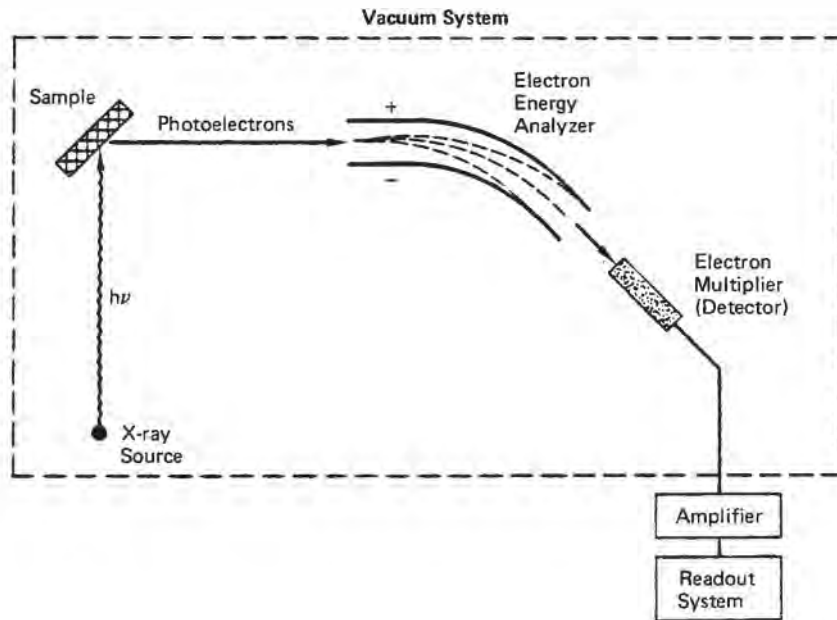 Vacuum System
Sample
Photoelectrons
+
−
Electron
Energy
Analyzer
hν
Electron
Multiplier
(Detector)
X-ray
Source
Amplifier
Readout
System